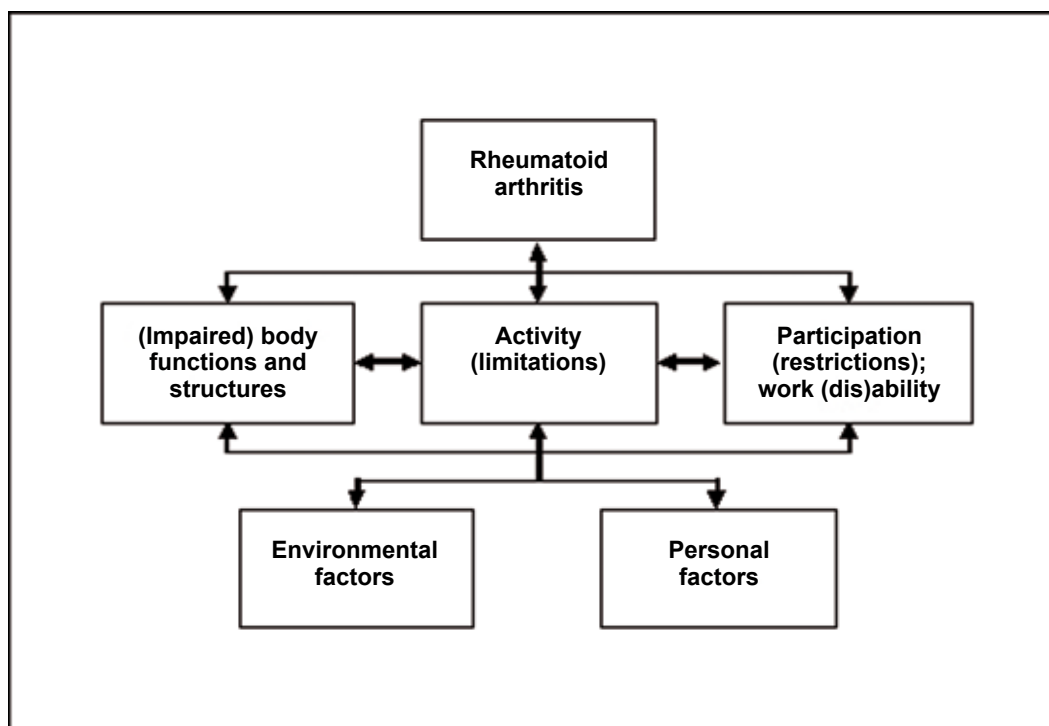 Rheumatoid
arthritis
(Impaired) body
functions and
structures
Activity
(limitations)
Participation
(restrictions);
work (dis)ability
Environmental
factors
Personal
factors